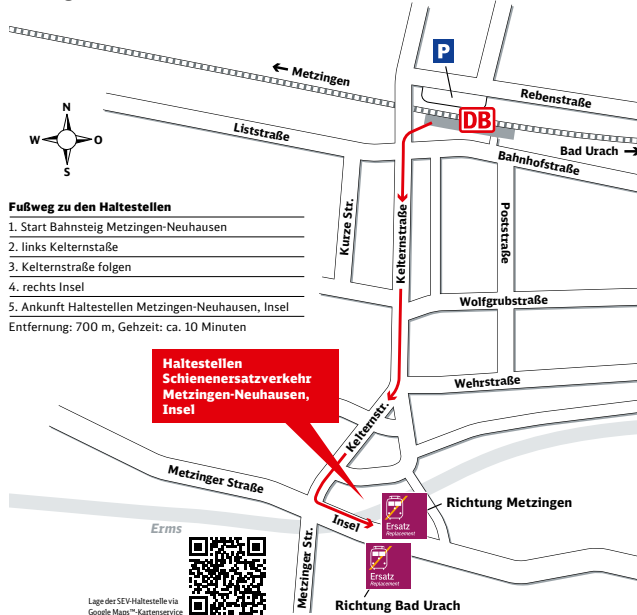 P
← Metzingen
Rebenstraße
DB
Liststraße
Bad Urach →
Bahnhofstraße
N
W
O
S
Fußweg zu den Haltestellen
1. Start Bahnsteig Metzingen-Neuhausen
2. links Kelternstaße
3. Kelternstraße folgen
4. rechts Insel
5. Ankunft Haltestellen Metzingen-Neuhausen, Insel
Entfernung: 700 m, Gehzeit: ca. 10 Minuten
Kurze Str.
Kelternstraße
Poststraße
Wolfgrubstraße
Haltestellen
Schienenersatzverkehr
Metzingen-Neuhausen,
Insel
Wehrstraße
Kelternstr.
Metzinger Straße
Richtung Metzingen
Ersatz
Replacement
Insel
Erms
Metzinger Str.
Ersatz
Replacement
Richtung Bad Urach
Lage der SEV-Haltestelle via
Google Maps™-Kartenservice